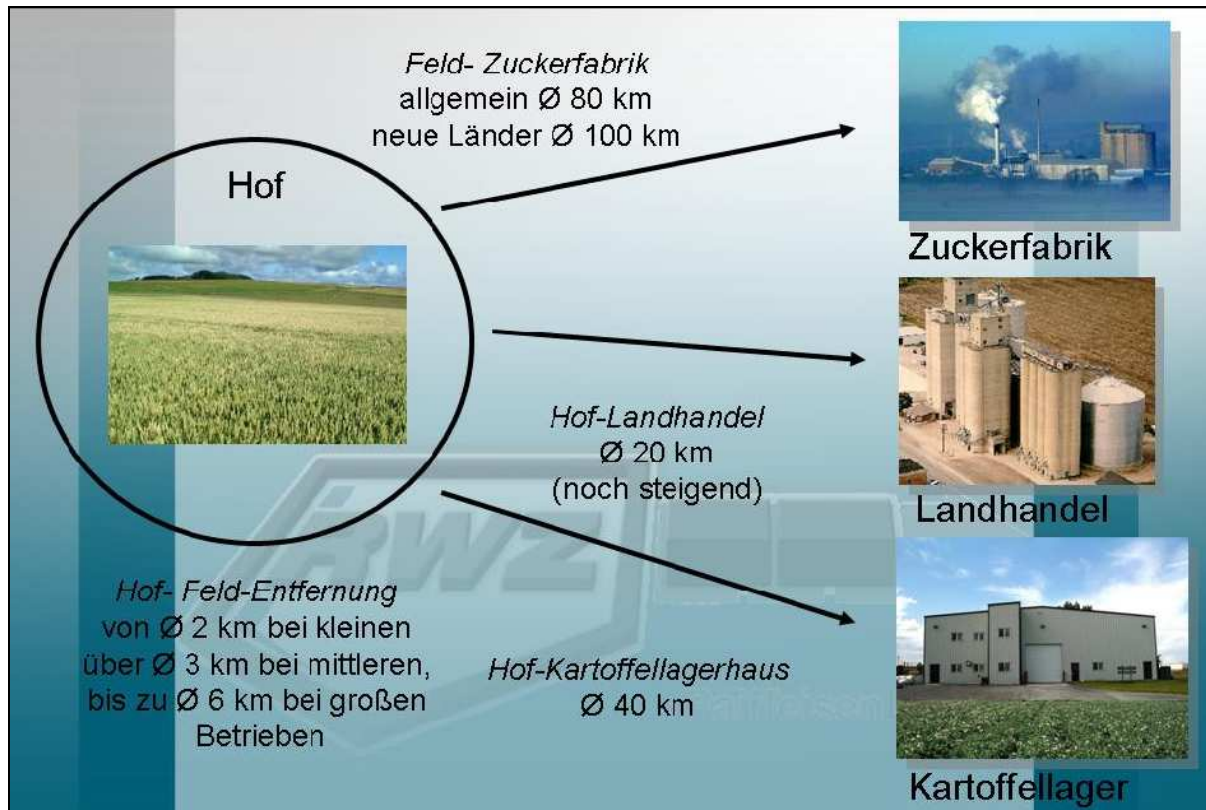 Feld- Zuckerfabrik
allgemein Ø 80 km
neue Länder Ø 100 km
Hof
Zuckerfabrik
Hof-Landhandel
Ø 20 km
(noch steigend)
Landhandel
RWZ
Hof- Feld-Entfernung
von Ø 2 km bei kleinen
über Ø 3 km bei mittleren,
bis zu Ø 6 km bei großen
Betrieben
Hof-Kartoffellagerhaus
Ø 40 km
Kartoffellager